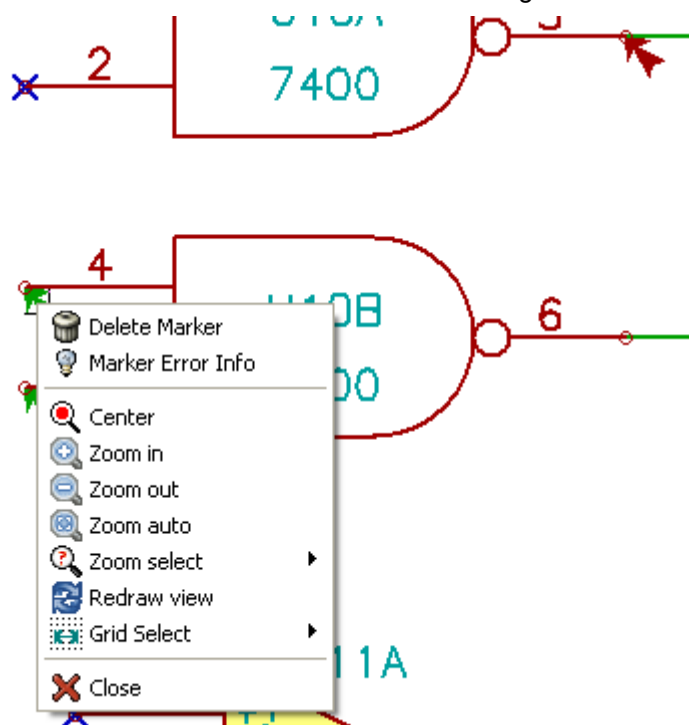 2
7400
4
6
Delete Marker
Marker Error Info
Center
Zoom in
Zoom out
Zoom auto
Zoom select
Redraw view
Grid Select
Close